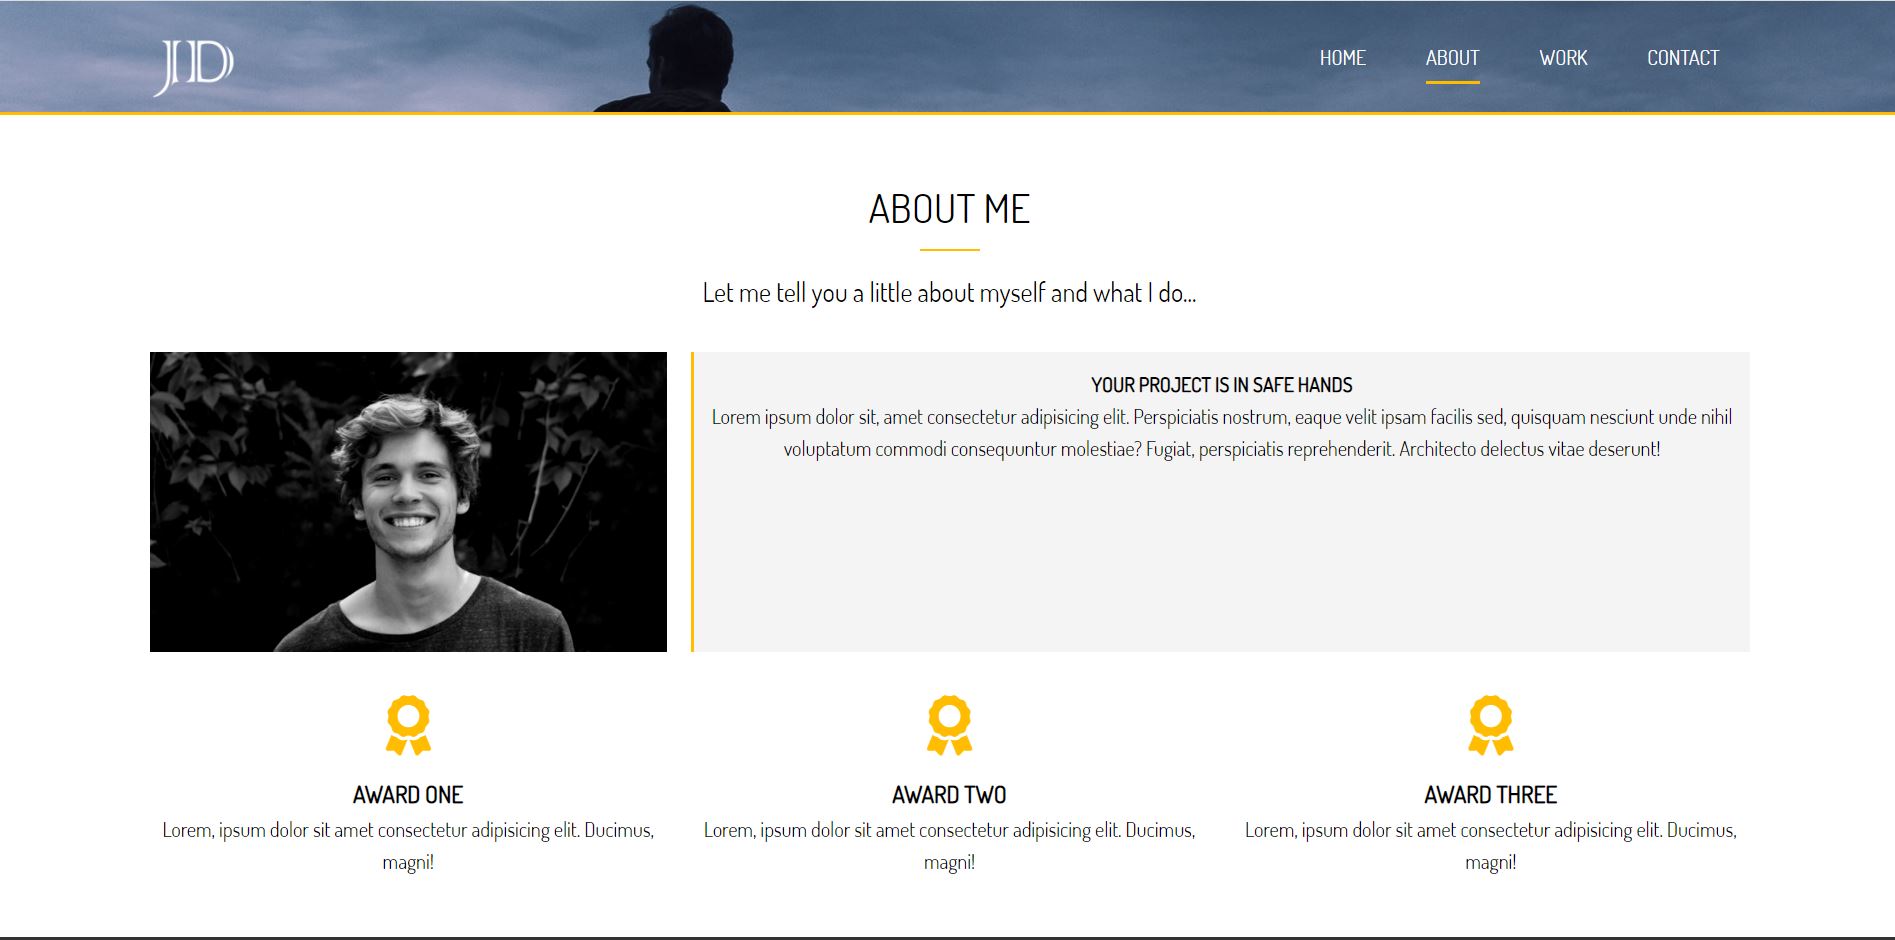 JD
HOME ABOUT WORK CONTACT
ABOUT ME
Let me tell you a little about myself and what I do...
YOUR PROJECT IS IN SAFE HANDS
Lorem ipsum dolor sit, amet consectetur adipisicing elit. Perspiciatis nostrum, eaque velit ipsam facilis sed, quisquam nesciunt unde nihil
voluptatum commodi consequuntur molestiae? Fugiat, perspiciatis reprehenderit. Architecto delectus vitae deserunt!
AWARD ONE
Lorem, ipsum dolor sit amet consectetur adipisicing elit. Ducimus,
magni!
AWARD TWO
Lorem, ipsum dolor sit amet consectetur adipisicing elit. Ducimus,
magni!
AWARD THREE
Lorem, ipsum dolor sit amet consectetur adipisicing elit. Ducimus,
magni!